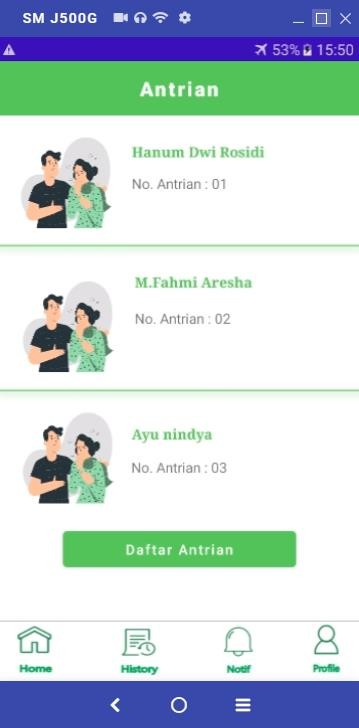 SM J500G
53% 15:50
Antrian
Hanum Dwi Rosidi
No. Antrian : 01
M.Fahmi Aresha
No. Antrian : 02
Ayu nindya
No. Antrian : 03
Daftar Antrian
Home History Notif Profile